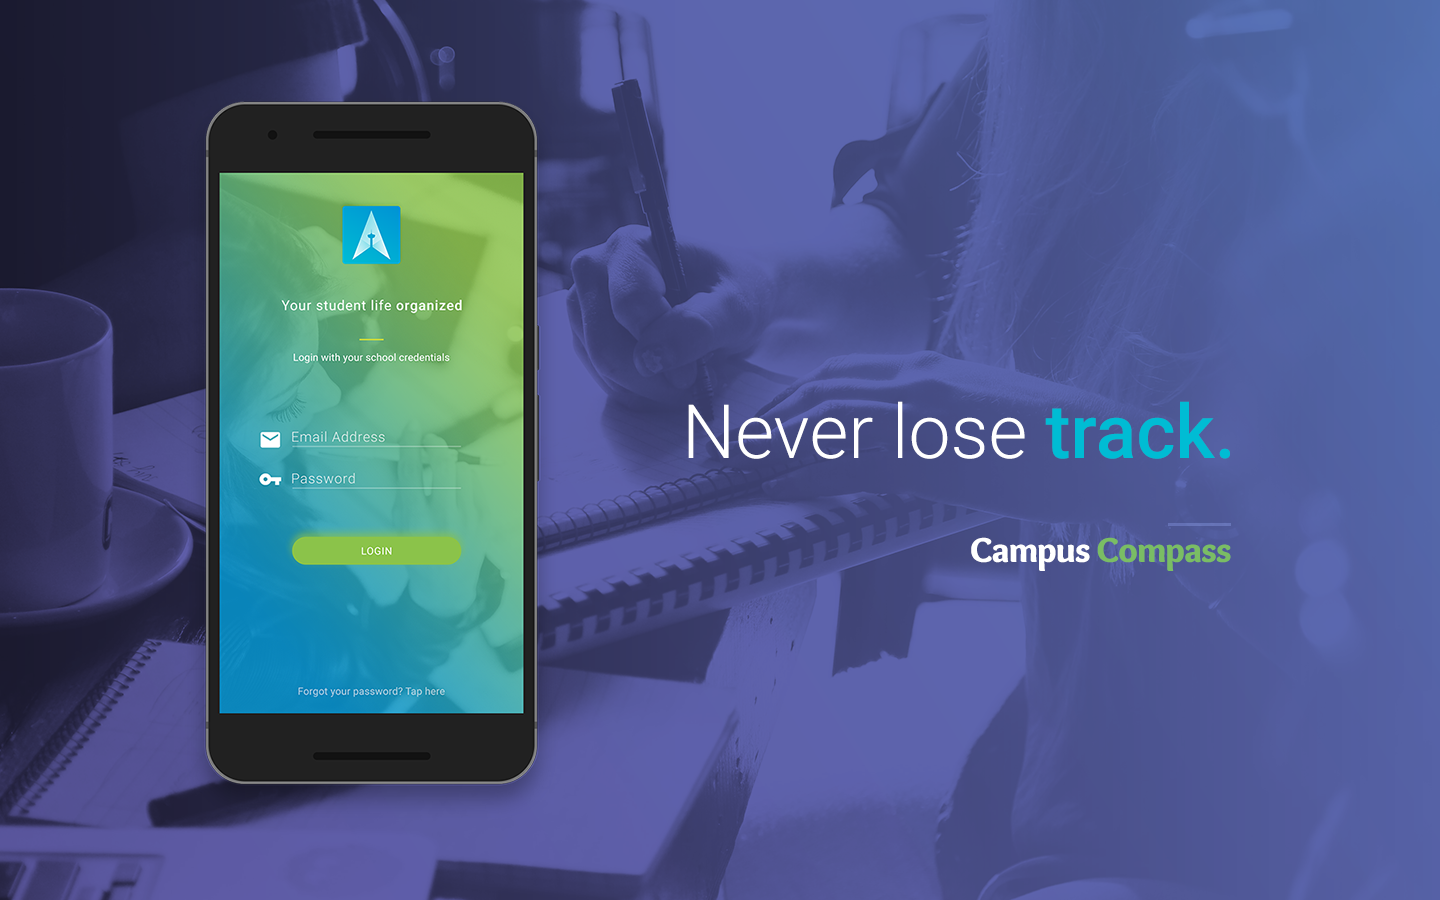 Your student life organized
Login with your school credentials
Email Address
Password
LOGIN
Forgot your password? Tap here
Never lose track.
Campus Compass